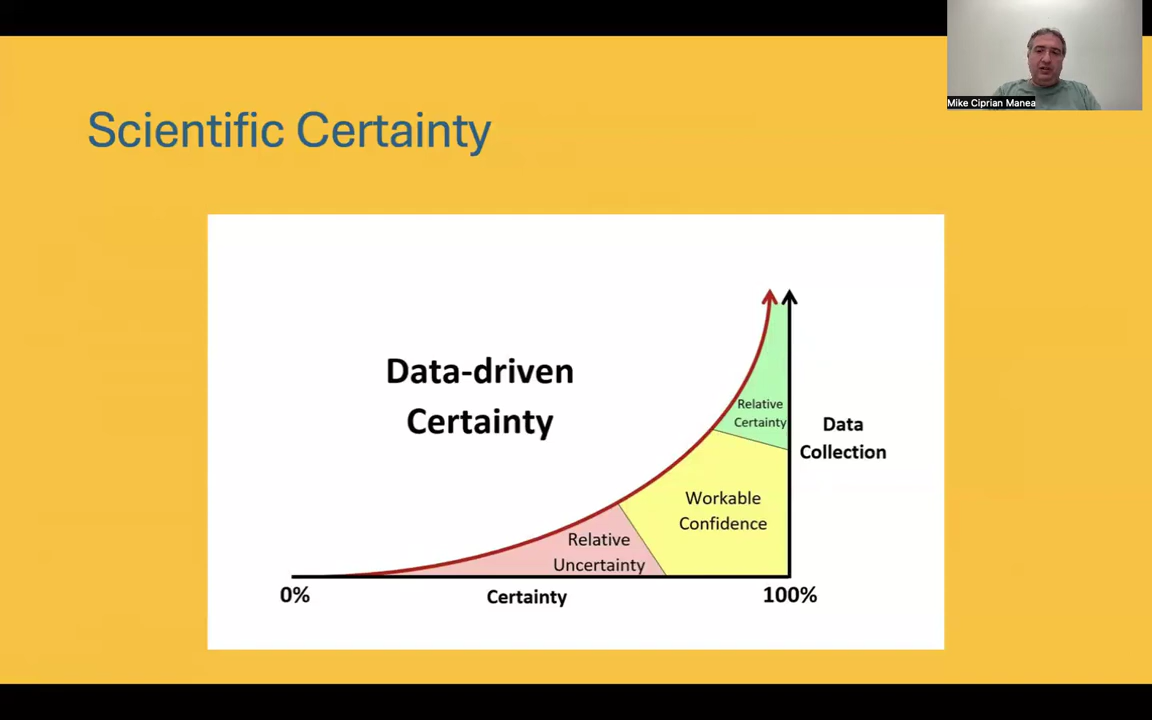 Mike Ciprian Manea
Scientific Certainty
Data-driven
Certainty
Relative
Certainty
Data
Collection
Workable
Confidence
Relative
Uncertainty
0%
Certainty
100%